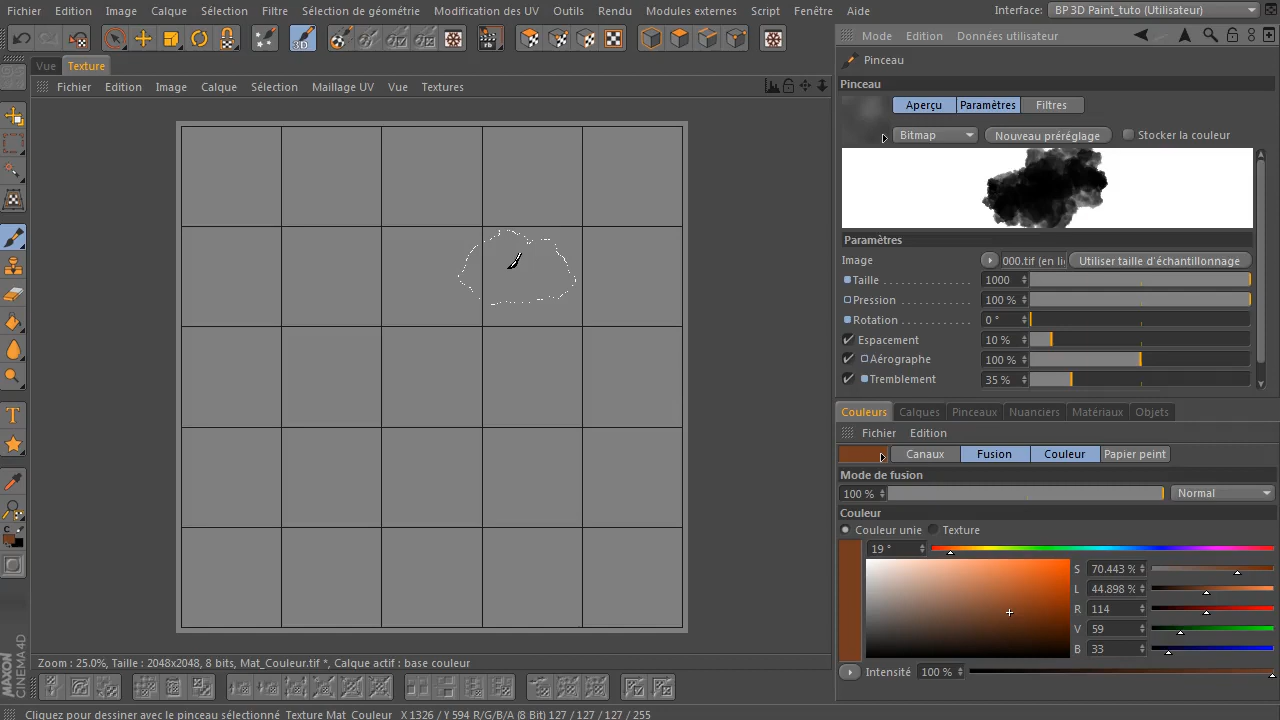 Fichier Edition Image Calque Sélection Filtre Sélection de géométrie Modification des UV Outils Rendu Modules externes Script Fenêtre Aide Interface: BP 3D Paint_tuto (Utilisateur)
3D
Mode Edition Données utilisateur
Vue Texture
Pinceau
Fichier Edition Image Calque Sélection Maillage UV Vue Textures
Pinceau
Aperçu Paramètres Filtres
Bitmap Nouveau préréglage Stocker la couleur
Paramètres
Image 000.tif (en li Utiliser taille d'échantillonnage
Taille 1000
Pression 100 %
Rotation 0 °
Espacement 10 %
Aérographe 100 %
Tremblement 35 %
Couleurs Calques Pinceaux Nuanciers Matériaux Objets
Fichier Edition
Canaux Fusion Couleur Papier peint
Mode de fusion
100 % Normal
Couleur
Couleur unie Texture
19 °
S 70.443 %
L 44.898 %
R 114
V 59
B 33
Intensité 100 %
T
C
Zoom : 25.0%, Taille : 2048x2048, 8 bits, Mat_Couleur.tif *, Calque actif : base couleur
MAXON CINEMA 4D
Cliquez pour dessiner avec le pinceau sélectionné Texture Mat_Couleur X 1326 / Y 594 R/G/B/A (8 Bit) 127 / 127 / 127 / 255